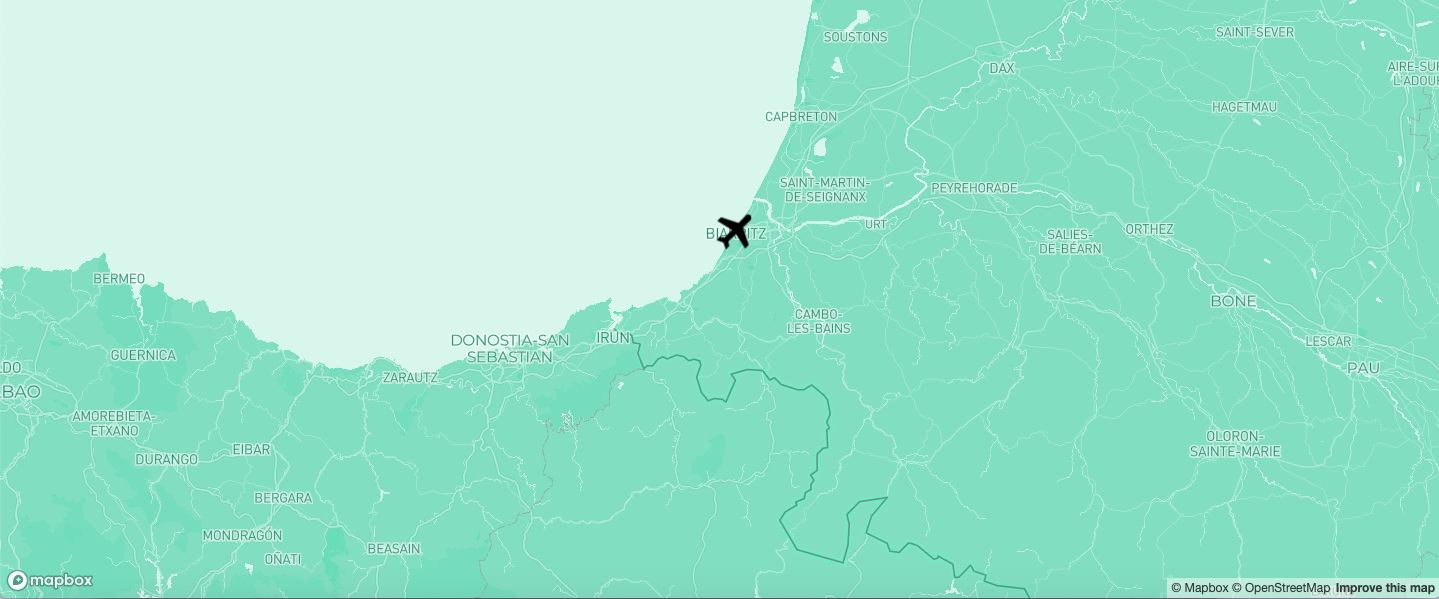 SOUSTONS
SAINT-SEVER
DAX
AIRE-SUR
L'ADOUR
HAGETMAU
CAPBRETON
SAINT-MARTIN-
DE-SEIGNANX
PEYREHORADE
URT
ORTHEZ
SALIES-
DE-BÉARN
BERMEO
BONE
CAMBO-
LES-BAINS
DONOSTIA-SAN
SEBASTIAN
IRUN
LESCAR
GUERNICA
PAU
LDO
ZARAUTZ
BAO
AMOREBIETA-
ETXANO
OLORON-
SAINTE-MARIE
EIBAR
DURANGO
BERGARA
MONDRAGÓN
BEASAIN
OÑATI
mapbox
© Mapbox © OpenStreetMap Improve this map